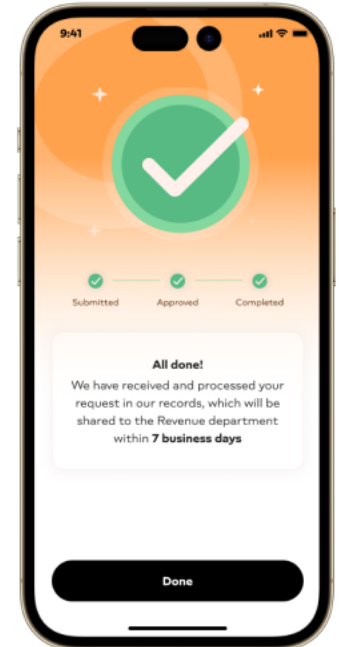 9:41
Submitted Approved Completed
All done!
We have received and processed your
request in our records, which will be
shared to the Revenue department
within 7 business days
Done